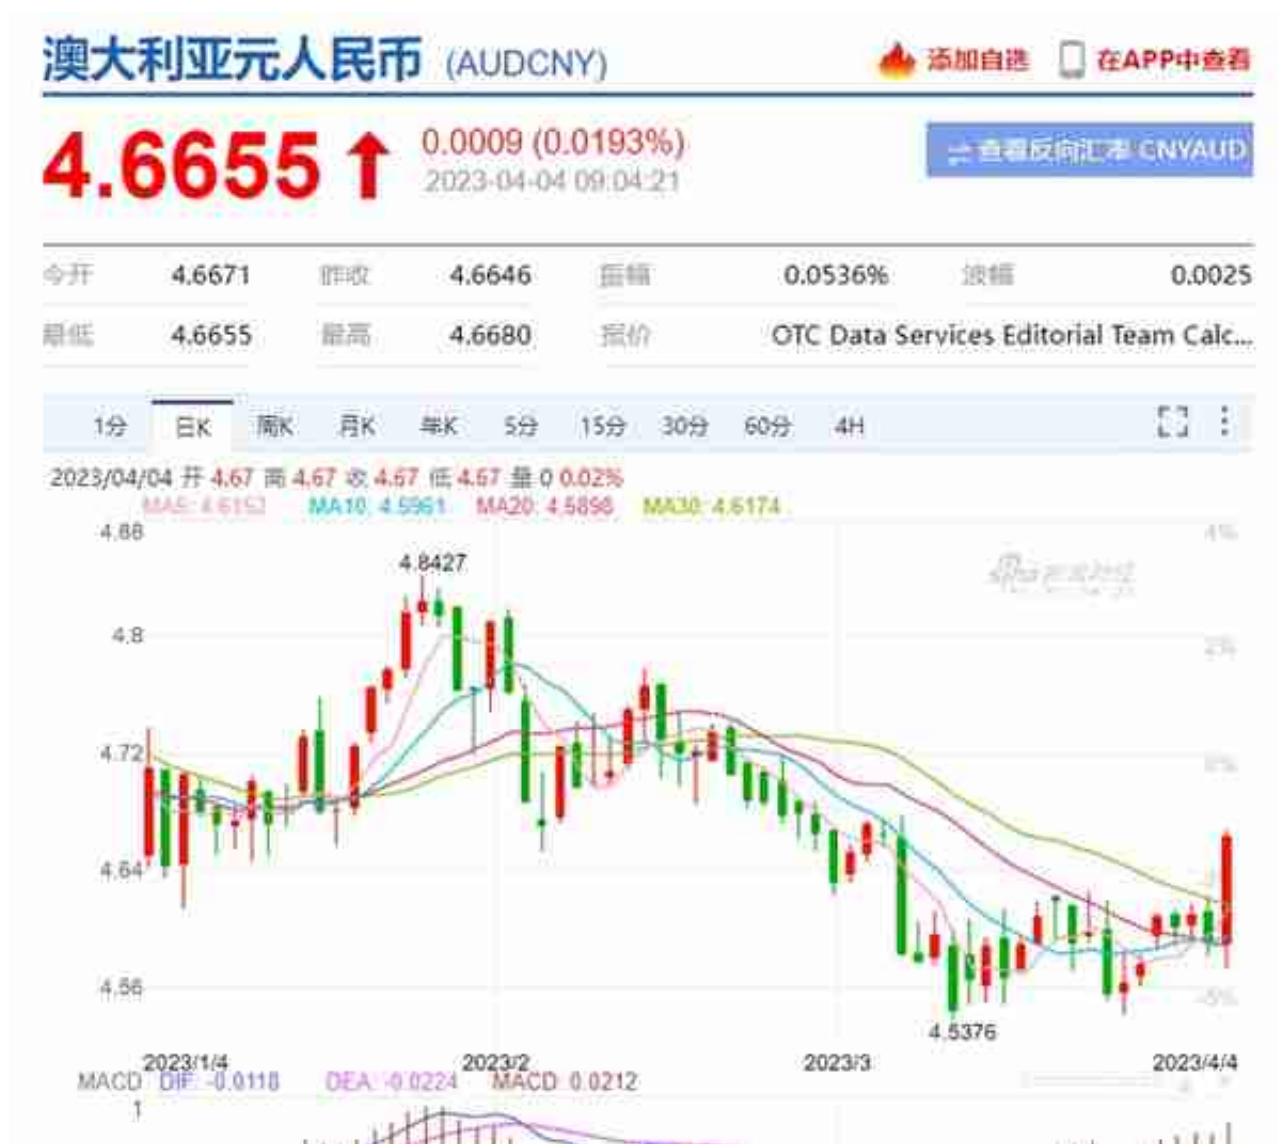 澳大利亚元人民币 (AUDCNY) 添加自选 在APP中查看
4.6655 0.0009 (0.0193%)
2023-04-04 09:04:21
查看反向汇率 CNYAUD
今开 4.6671 昨收 4.6646 振幅 0.0536% 波幅 0.0025
最低 4.6655 最高 4.6680 报价 OTC Data Services Editorial Team Calc...
1分 日K 周K 月K 年K 5分 15分 30分 60分 4H
2023/04/04 开 4.67 高 4.67 收 4.67 低 4.67 量 0 0.02%
MA5: 4.6152 MA10: 4.5961 MA20: 4.5898 MA30: 4.6174
4.88 4%
4.8427
4.8 2%
4.72 0%
4.64
4.56 -5%
4.5376
2023/1/4 2023/2 2023/3 2023/4/4
MACD DIF: -0.0118 DEA: -0.0224 MACD: 0.0212
1